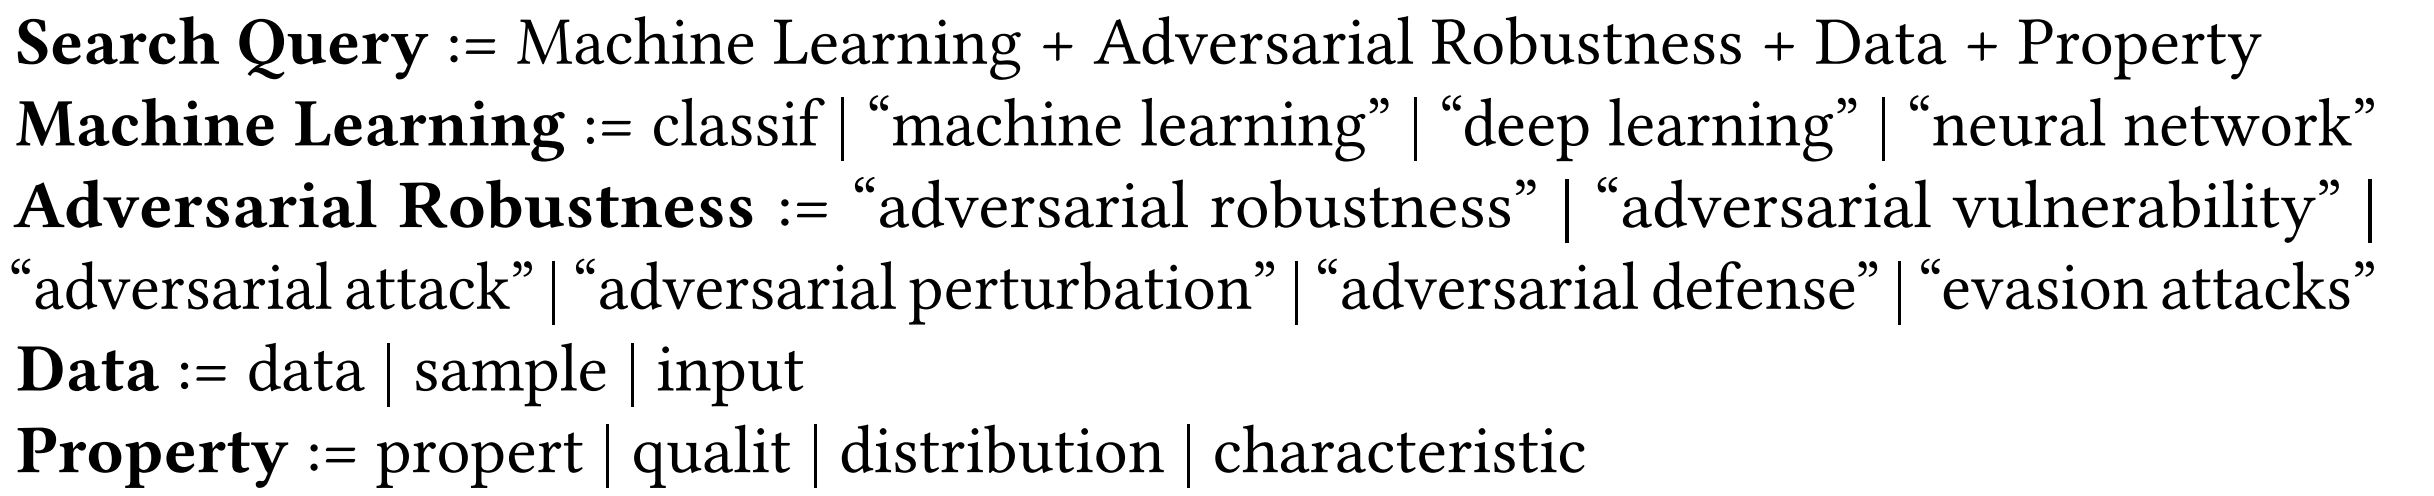 Search Query := Machine Learning + Adversarial Robustness + Data + Property
Machine Learning := classif | “machine learning” | “deep learning” | “neural network”
Adversarial Robustness := “adversarial robustness” | “adversarial vulnerability” |
“adversarial attack” | “adversarial perturbation” | “adversarial defense” | “evasion attacks”
Data := data | sample | input
Property := propert | qualit | distribution | characteristic